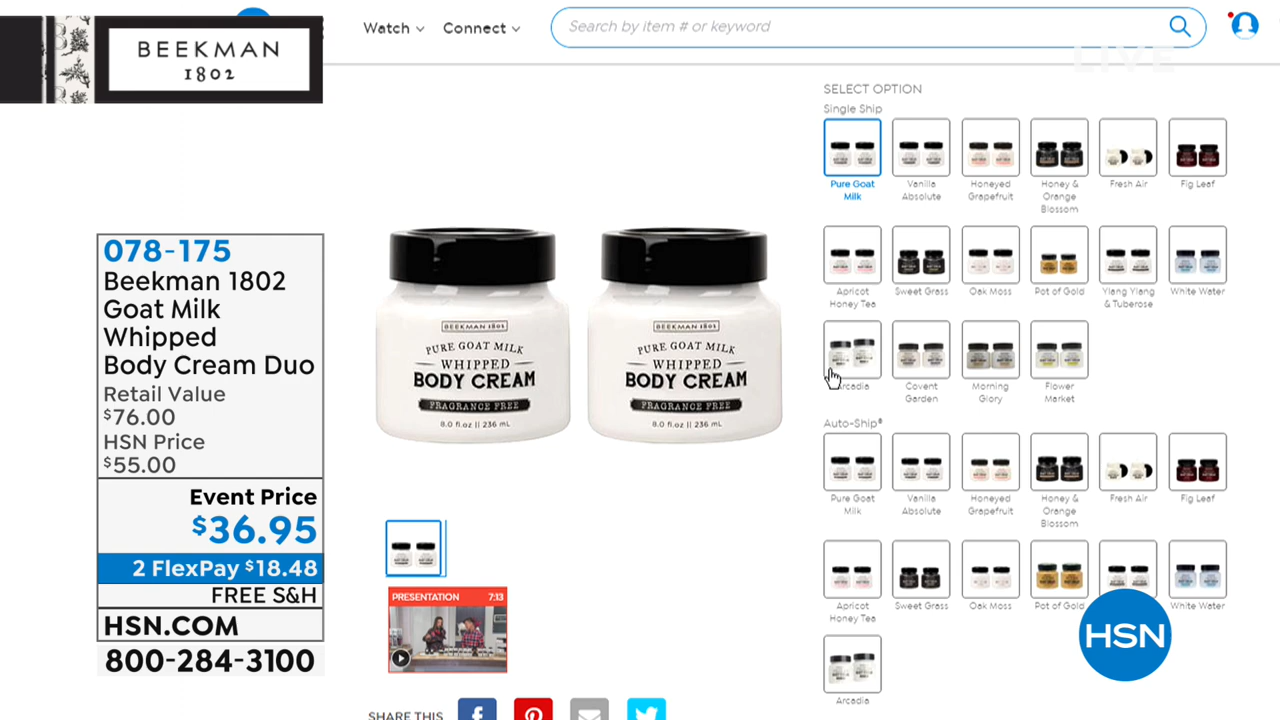 BEEKMAN
1802
Watch
Connect
Search by item # or keyword
LIVE
078-175
Beekman 1802
Goat Milk
Whipped
Body Cream Duo
Retail Value
$76.00
HSN Price
$55.00
Event Price
$36.95
2 FlexPay $18.48
FREE S&H
HSN.COM
800-284-3100
BEEKMAN 1802
PURE GOAT MILK
WHIPPED
BODY CREAM
FRAGRANCE FREE
8.0 fl.oz || 236 mL
BEEKMAN 1802
PURE GOAT MILK
WHIPPED
BODY CREAM
FRAGRANCE FREE
8.0 fl.oz || 236 mL
PRESENTATION 7:13
SHARE THIS
SELECT OPTION
Single Ship
Pure Goat
Milk
Vanilla
Absolute
Honeyed
Grapefruit
Honey &
Orange
Blossom
Fresh Air
Fig Leaf
Apricot
Honey Tea
Sweet Grass
Oak Moss
Pot of Gold
Ylang Ylang
& Tuberose
White Water
Arcadia
Covent
Garden
Morning
Glory
Flower
Market
Auto-Ship®
Pure Goat
Milk
Vanilla
Absolute
Honeyed
Grapefruit
Honey &
Orange
Blossom
Fresh Air
Fig Leaf
Apricot
Honey Tea
Sweet Grass
Oak Moss
Pot of Gold
White Water
Arcadia
HSN